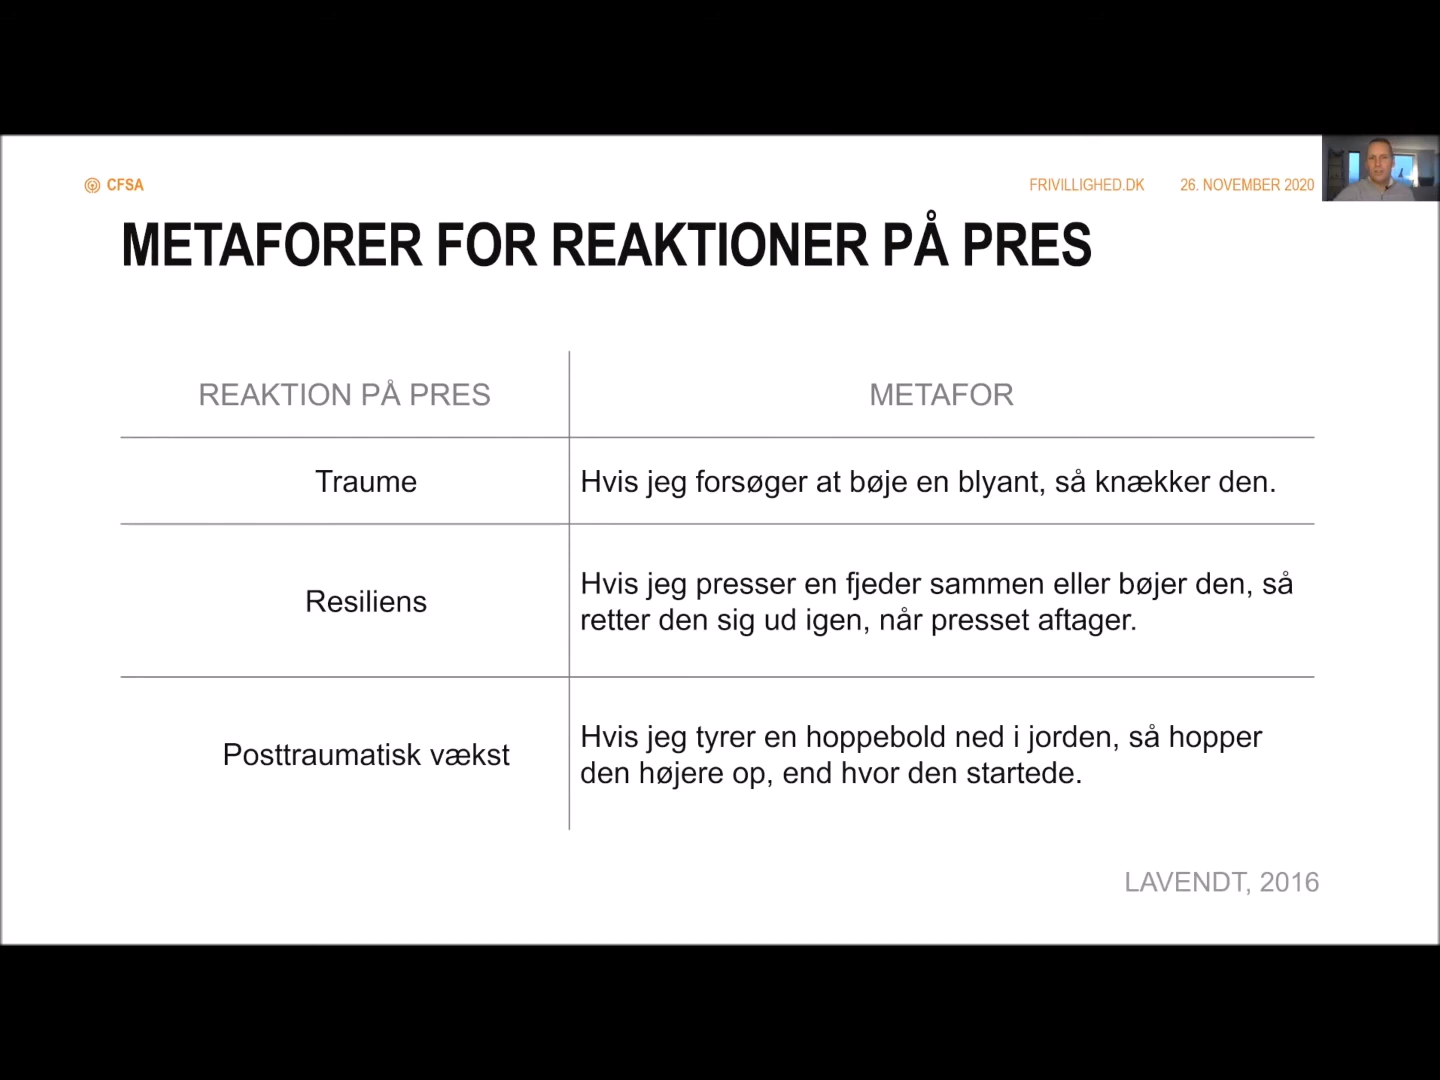 CFSA
FRIVILLIGHED.DK
26. NOVEMBER 2020
METAFORER FOR REAKTIONER PÅ PRES
REAKTION PÅ PRES
METAFOR
Traume
Hvis jeg forsøger at bøje en blyant, så knækker den.
Resiliens
Hvis jeg presser en fjeder sammen eller bøjer den, så
retter den sig ud igen, når presset aftager.
Posttraumatisk vækst
Hvis jeg tyrer en hoppebold ned i jorden, så hopper
den højere op, end hvor den startede.
LAVENDT, 2016